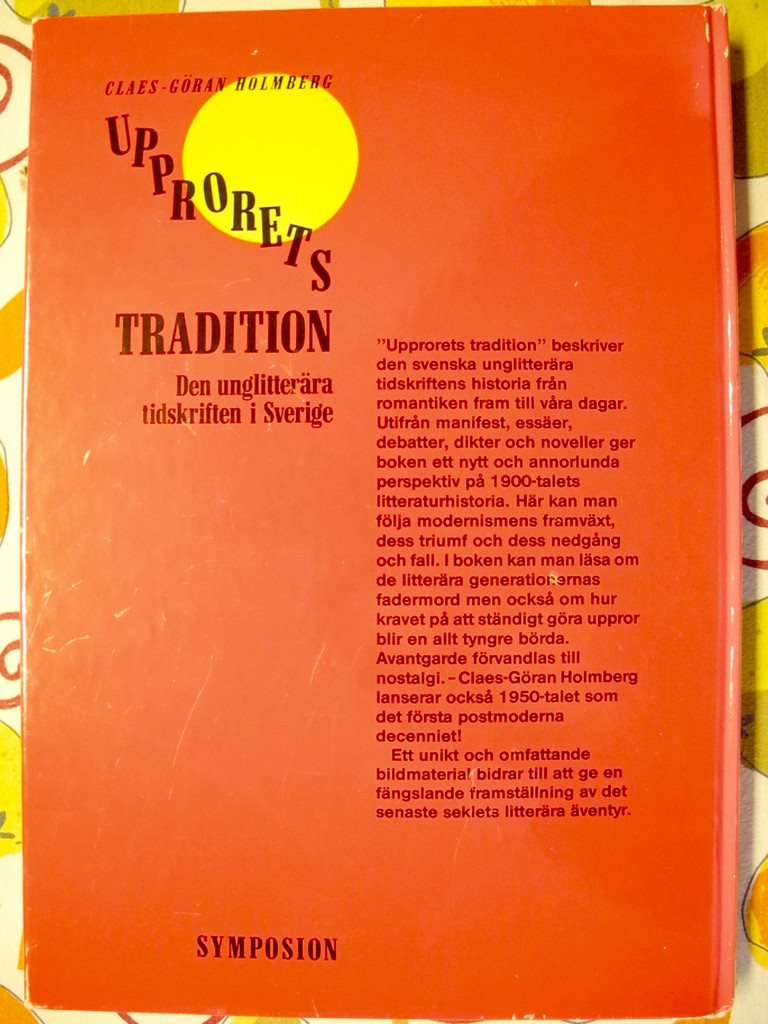 CLAES-GÖRAN HOLMBERG
UPPRORETS
TRADITION
Den unglitterära
tidskriften i Sverige
”Upprorets tradition” beskriver
den svenska unglitterära
tidskriftens historia från
romantiken fram till våra dagar.
Utifrån manifest, essäer,
debatter, dikter och noveller ger
boken ett nytt och annorlunda
perspektiv på 1900-talets
litteraturhistoria. Här kan man
följa modernismens framväxt,
dess triumf och dess nedgång
och fall. I boken kan man läsa om
de litterära generationernas
fadermord men också om hur
kravet på att ständigt göra uppror
blir en allt tyngre börda.
Avantgarde förvandlas till
nostalgi. – Claes-Göran Holmberg
lanserar också 1950-talet som
det första postmoderna
decenniet!
Ett unikt och omfattande
bildmaterial bidrar till att ge en
fängslande framställning av det
senaste seklets litterära äventyr.
SYMPOSION